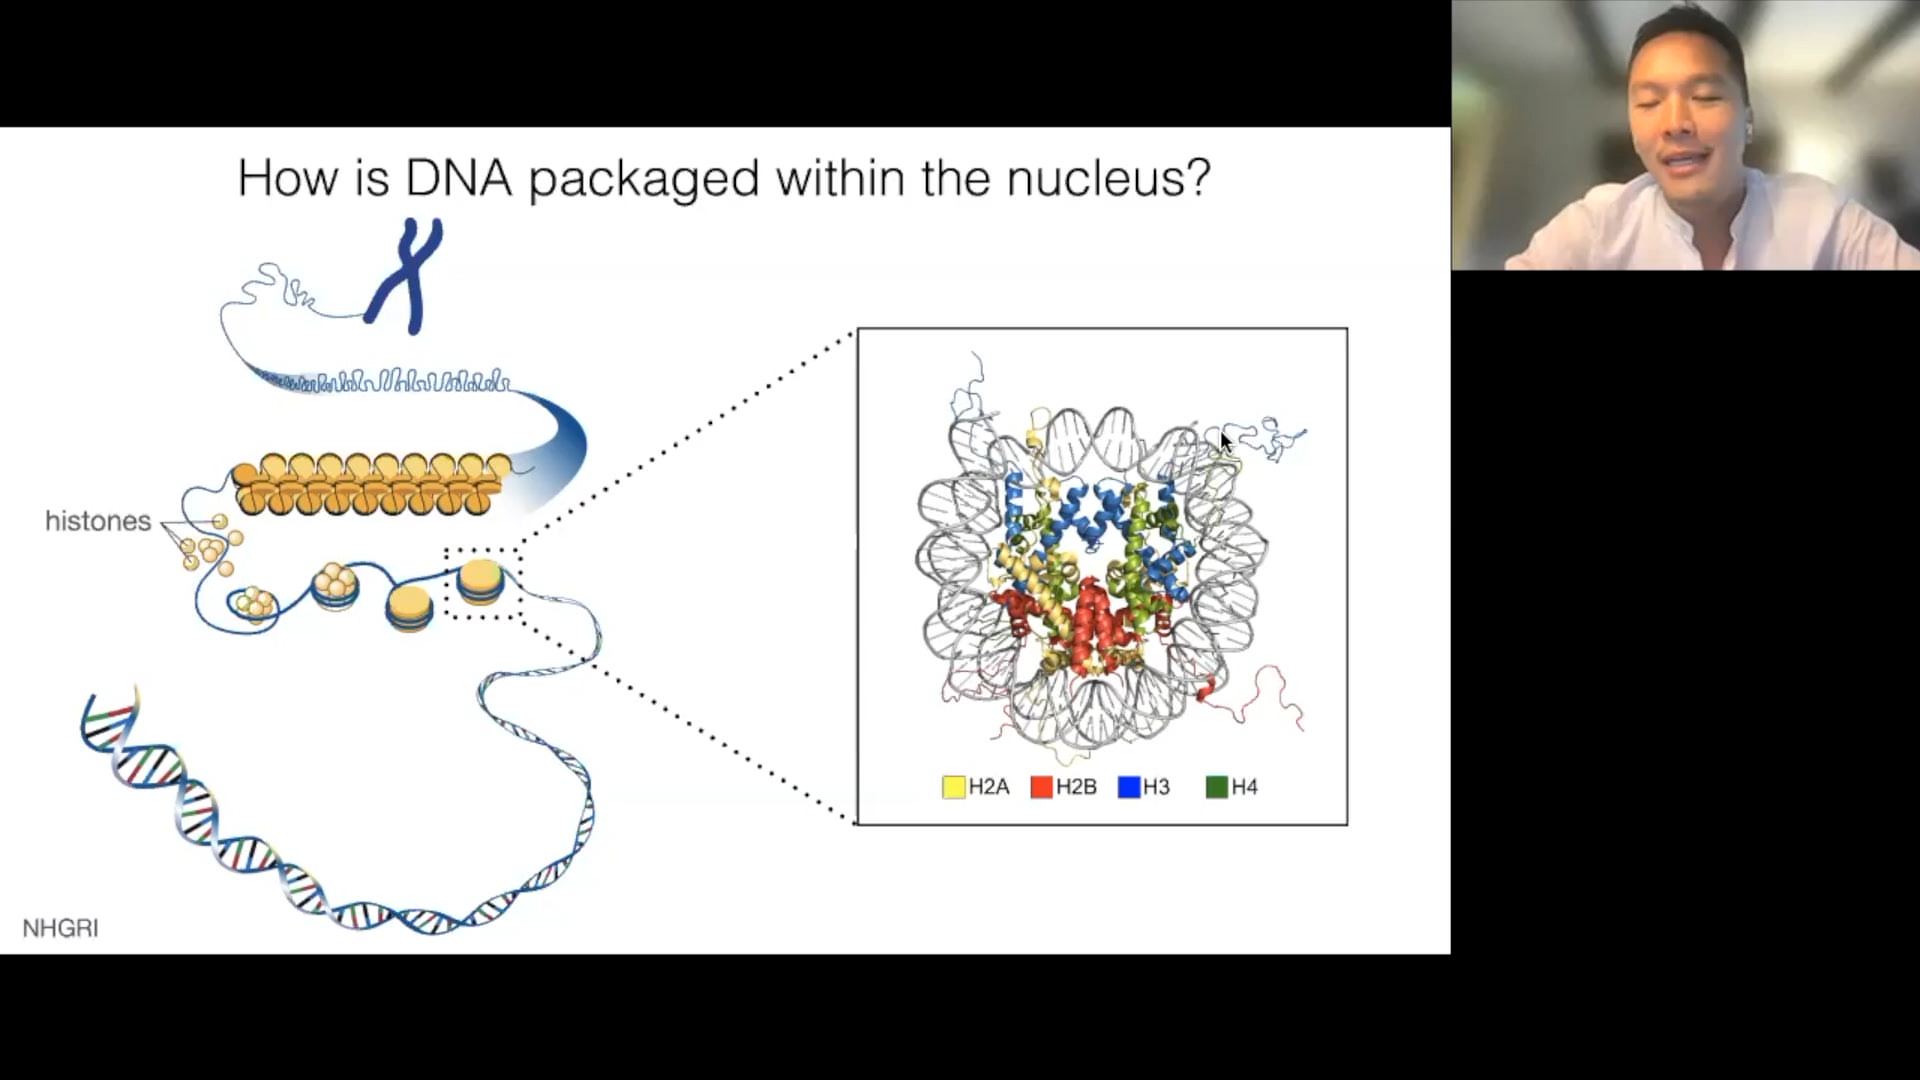 How is DNA packaged within the nucleus?
histones
H2A H2B H3 H4
NHGRI